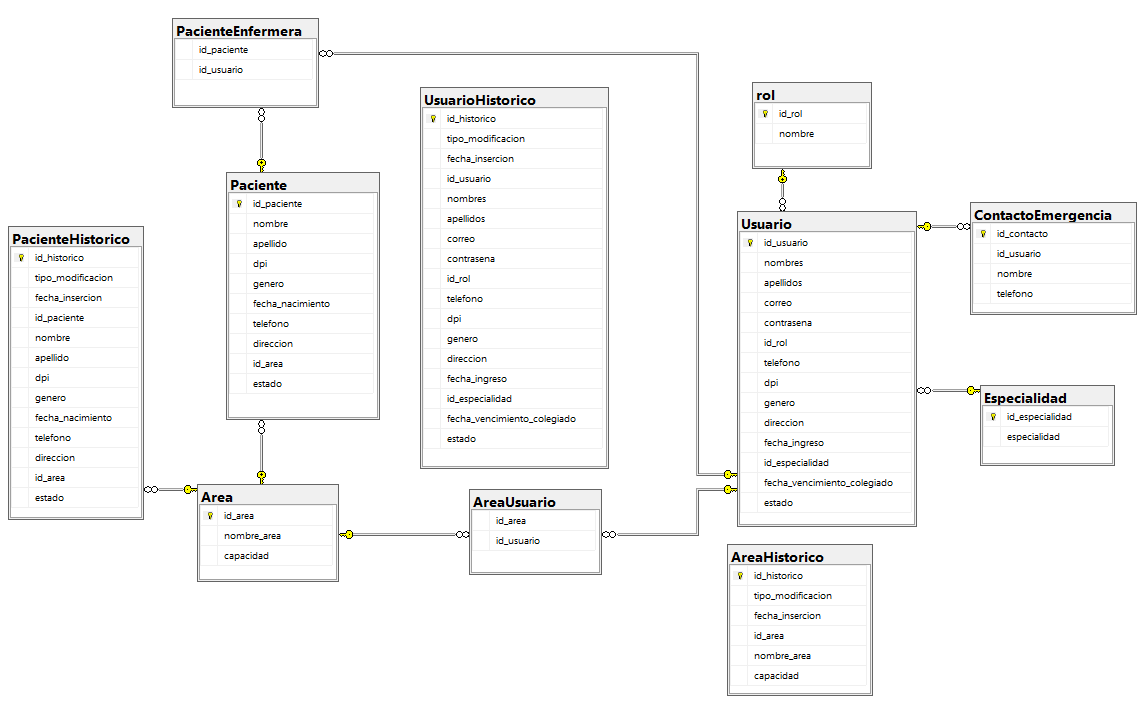 PacienteEnfermera
id_paciente
id_usuario
UsuarioHistorico
id_historico
tipo_modificacion
fecha_insercion
id_usuario
nombres
apellidos
correo
contrasena
id_rol
telefono
dpi
genero
direccion
fecha_ingreso
id_especialidad
fecha_vencimiento_colegiado
estado
rol
id_rol
nombre
Paciente
id_paciente
nombre
apellido
dpi
genero
fecha_nacimiento
telefono
direccion
id_area
estado
PacienteHistorico
id_historico
tipo_modificacion
fecha_insercion
id_paciente
nombre
apellido
dpi
genero
fecha_nacimiento
telefono
direccion
id_area
estado
Usuario
id_usuario
nombres
apellidos
correo
contrasena
id_rol
telefono
dpi
genero
direccion
fecha_ingreso
id_especialidad
fecha_vencimiento_colegiado
estado
ContactoEmergencia
id_contacto
id_usuario
nombre
telefono
Especialidad
id_especialidad
especialidad
Area
id_area
nombre_area
capacidad
AreaUsuario
id_area
id_usuario
AreaHistorico
id_historico
tipo_modificacion
fecha_insercion
id_area
nombre_area
capacidad